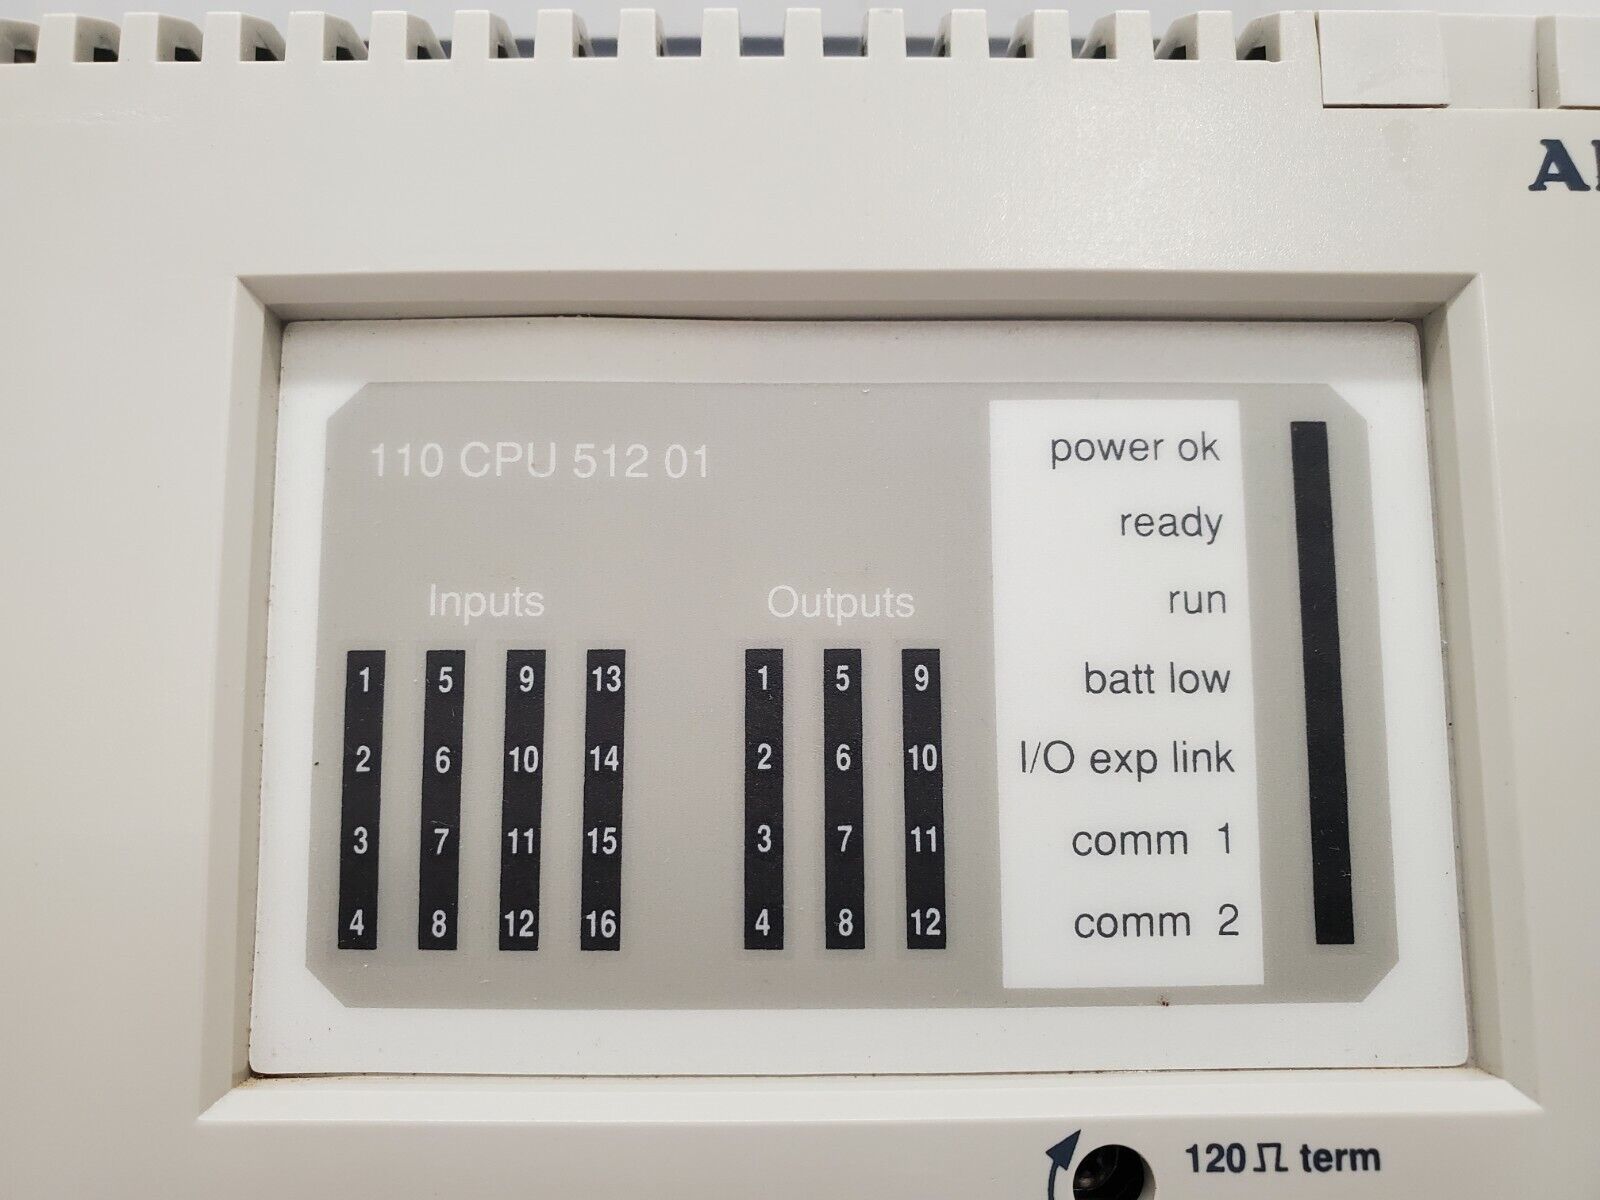 110 CPU 512 01
Inputs
1 5 9 13
2 6 10 14
3 7 11 15
4 8 12 16
Outputs
1 5 9
2 6 10
3 7 11
4 8 12
power ok
ready
run
batt low
I/O exp link
comm 1
comm 2
120 term